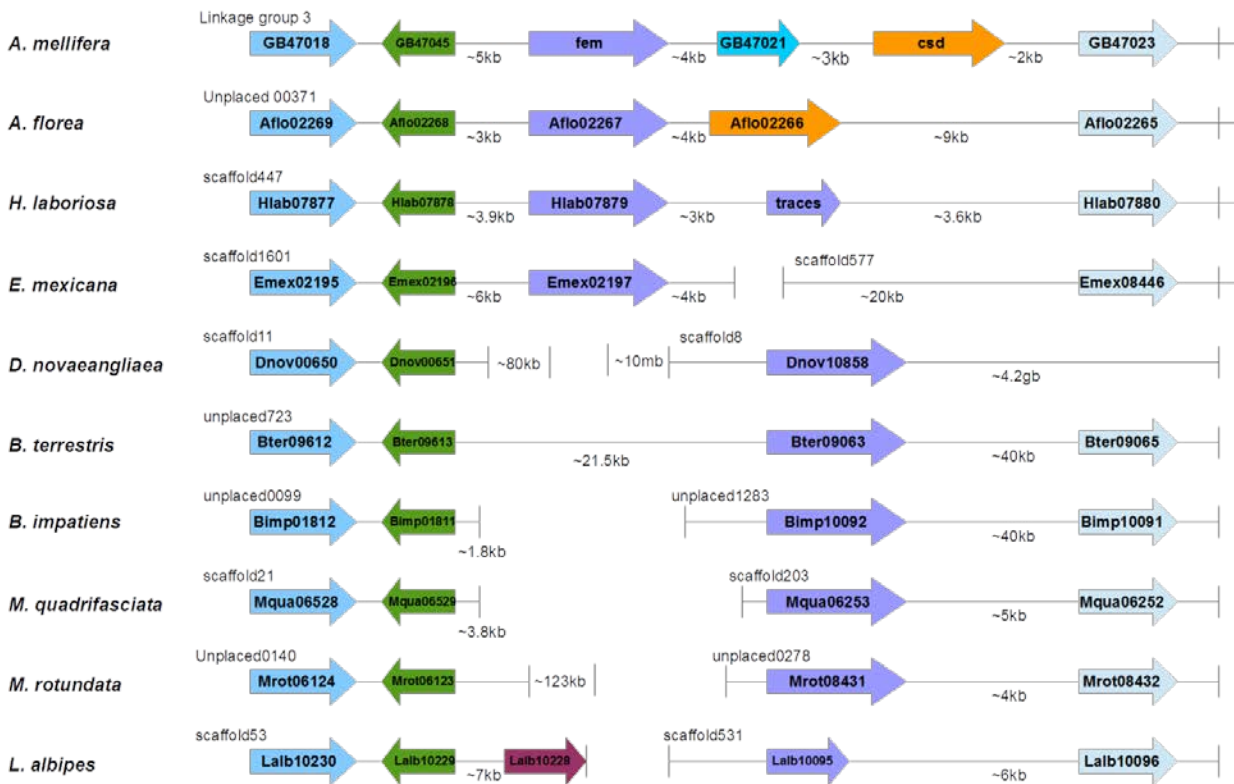 Linkage group 3
A. mellifera GB47018 GB47045 fem GB47021 csd GB47023
~5kb ~4kb ~3kb ~2kb
Unplaced 00371
A. florea Aflo02269 Aflo02268 Aflo02267 Aflo02266 Aflo02265
~3kb ~4kb ~9kb
scaffold447
H. laboriosa Hlab07877 Hlab07878 Hlab07879 traces Hlab07880
~3.9kb ~3kb ~3.6kb
scaffold1601 scaffold577
E. mexicana Emex02195 Emex02196 Emex02197 Emex08446
~6kb ~4kb ~20kb
scaffold11 scaffold8
D. novaeangliaea Dnov00650 Dnov00651 ~80kb ~10mb Dnov10858
~4.2gb
unplaced723
B. terrestris Bter09612 Bter09613 Bter09063 Bter09065
~21.5kb ~40kb
unplaced0099 unplaced1283
B. impatiens Bimp01812 Bimp01811 Bimp10092 Bimp10091
~1.8kb ~40kb
scaffold21 scaffold203
M. quadrifasciata Mqua06528 Mqua06529 Mqua06253 Mqua06252
~3.8kb ~5kb
Unplaced0140 unplaced0278
M. rotundata Mrot06124 Mrot06123 ~123kb Mrot08431 Mrot08432
~4kb
scaffold53 scaffold531
L. albipes Lalb10230 Lalb10229 Lalb10228 Lalb10095 Lalb10096
~7kb ~6kb